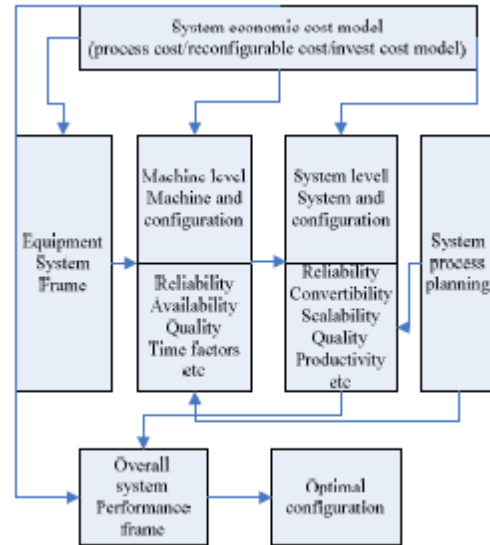 System economic cost model
(process cost/reconfigurable cost/invest cost model)
Equipment
System
Frame
Machine level
Machine and
configuration
Reliability
Availability
Quality
Time factors
etc
System level
System and
configuration
Reliability
Convertibility
Scalability
Quality
Productivity
etc
System
process
planning
Overall
system
Performance
frame
Optimal
configuration